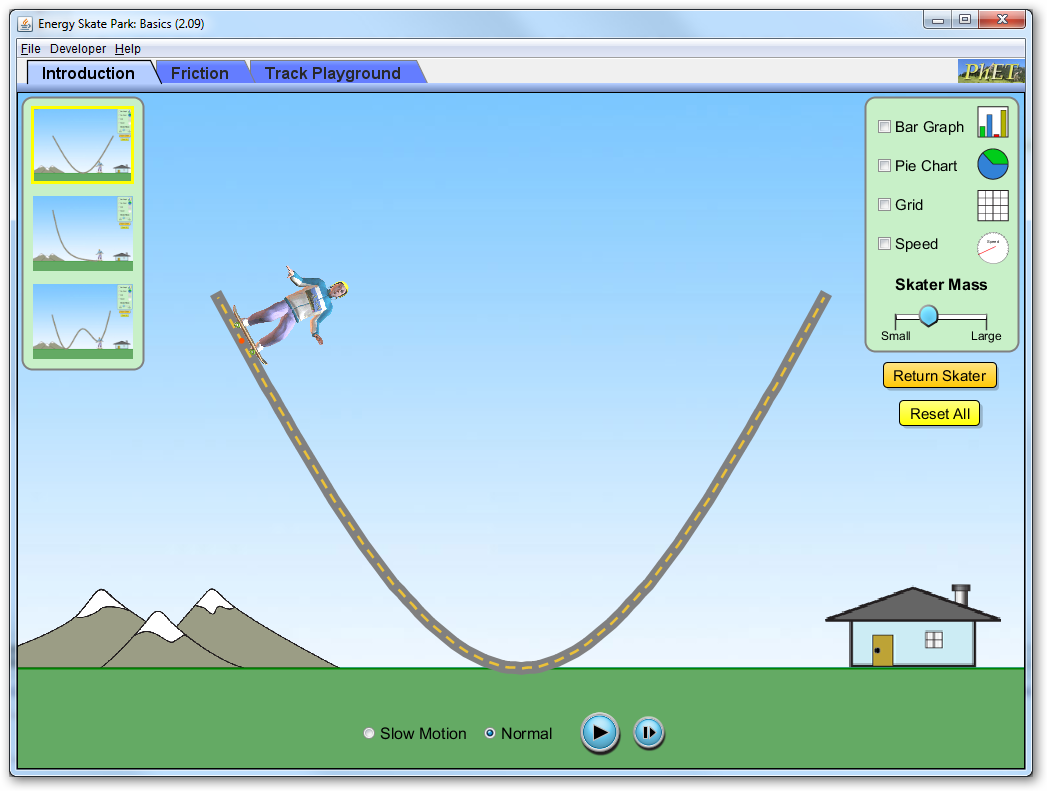 Energy Skate Park: Basics (2.09)
File Developer Help
Introduction Friction Track Playground
PhET
Bar Graph
Pie Chart
Grid
Speed
Speed
Skater Mass
Small Large
Return Skater
Reset All
Slow Motion Normal